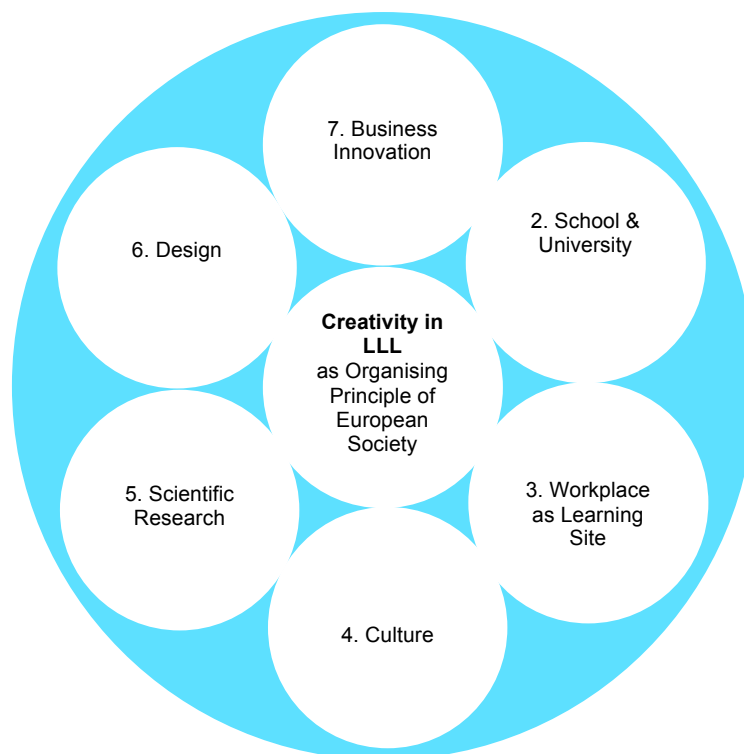 7. Business
Innovation
2. School &
University
6. Design
Creativity in
LLL
as Organising
Principle of
European
Society
3. Workplace
as Learning
Site
5. Scientific
Research
4. Culture